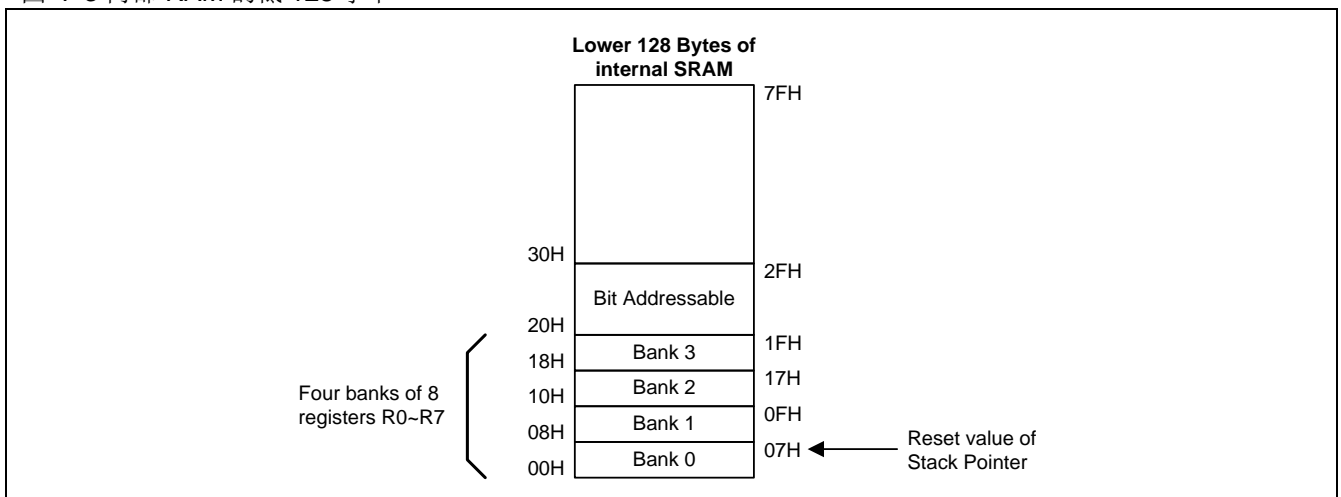 Lower 128 Bytes of
internal SRAM
7FH
30H
2FH
Bit Addressable
20H
1FH
Bank 3
18H
17H
Bank 2
10H
0FH
Bank 1
08H
07H
Bank 0
00H
Four banks of 8
registers R0~R7
Reset value of
Stack Pointer